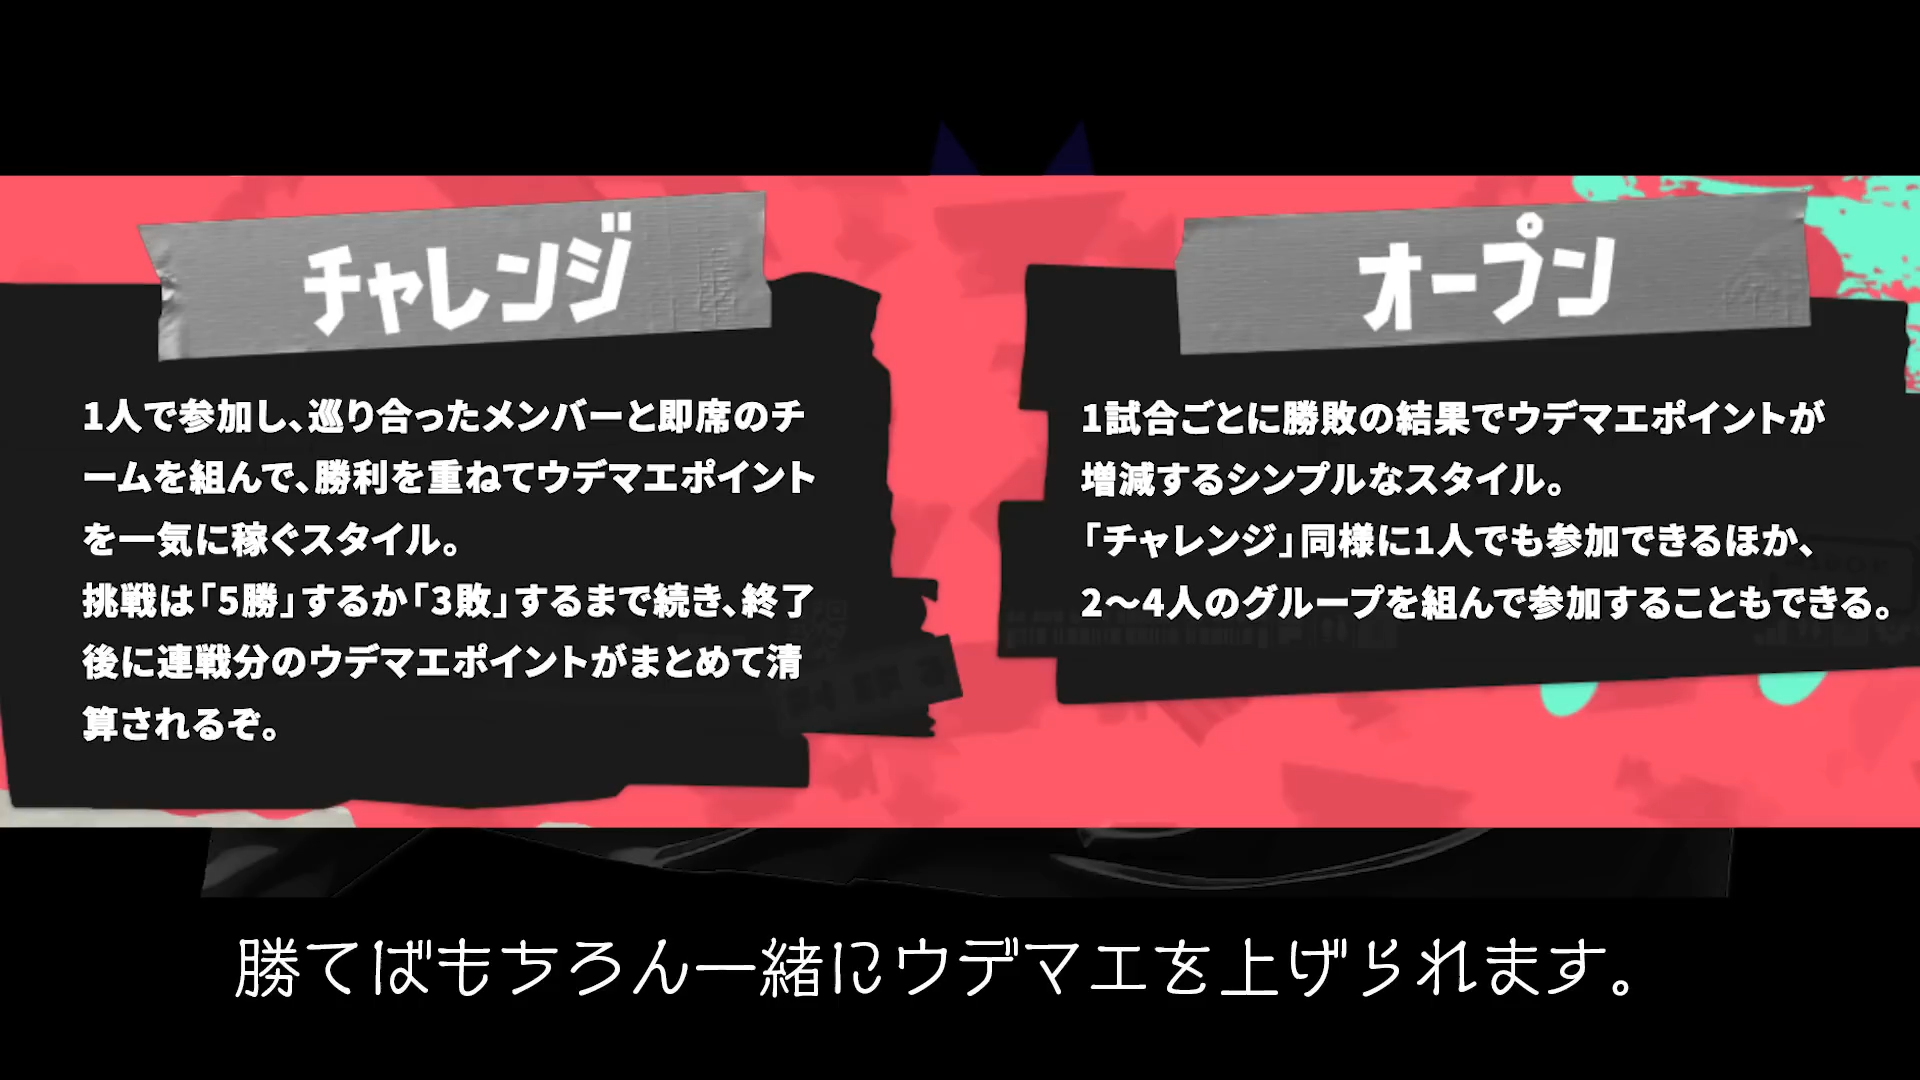 チャレンジ
1人で参加し、巡り合ったメンバーと即席のチ
ームを組んで、勝利を重ねてウデマエポイント
を一気に稼ぐスタイル。
挑戦は「5勝」するか「3敗」するまで続き、終了
後に連戦分のウデマエポイントがまとめて清
算されるぞ。
オープン
1試合ごとに勝敗の結果でウデマエポイントが
増減するシンプルなスタイル。
「チャレンジ」同様に1人でも参加できるほか、
2～4人のグループを組んで参加することもできる。
勝てばもちろん一緒にウデマエを上げられます。